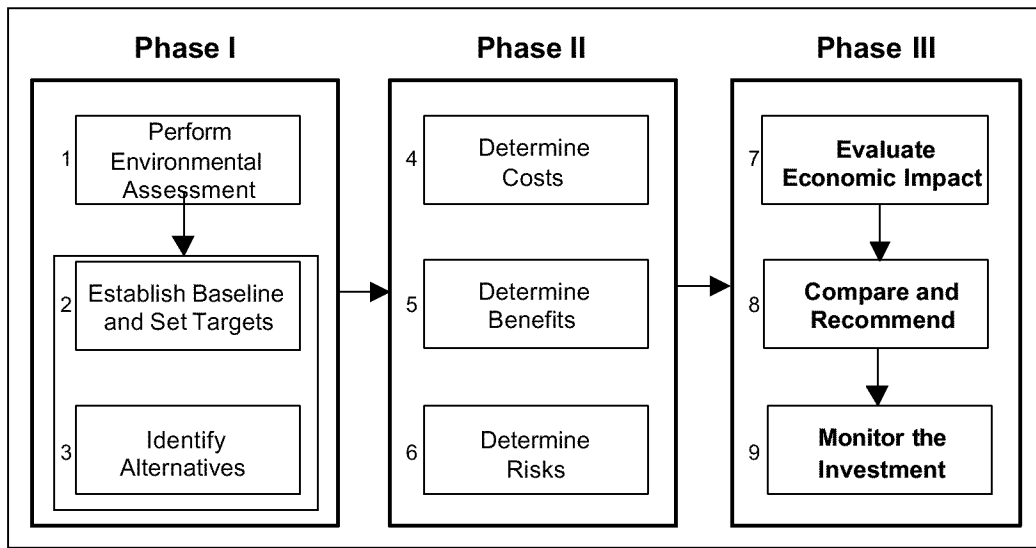 Phase I
Phase II
Phase III
1
Perform
Environmental
Assessment
2
Establish Baseline
and Set Targets
3
Identify
Alternatives
4
Determine
Costs
5
Determine
Benefits
6
Determine
Risks
7
Evaluate
Economic Impact
8
Compare and
Recommend
9
Monitor the
Investment